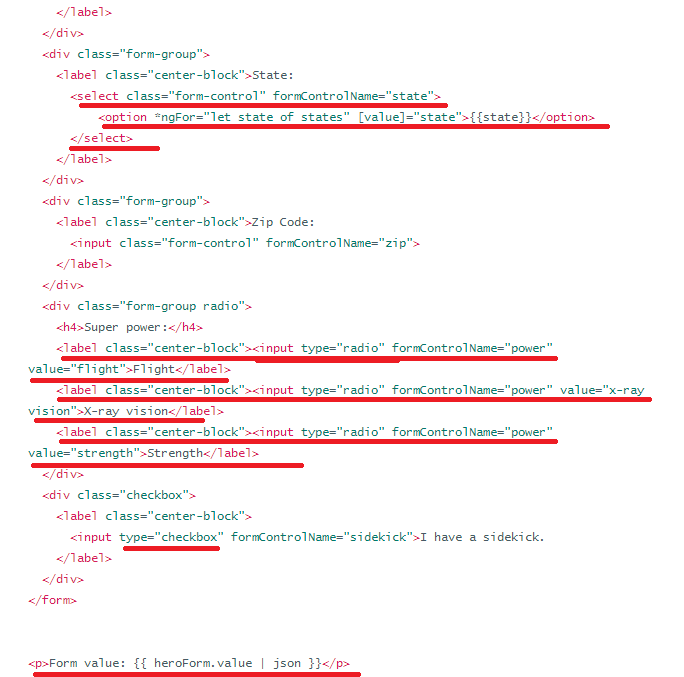 </label>
</div>
<div class="form-group">
<label class="center-block">State:
<select class="form-control" formControlName="state">
<option *ngFor="let state of states" [value]="state">{{state}}</option>
</select>
</label>
</div>
<div class="form-group">
<label class="center-block">Zip Code:
<input class="form-control" formControlName="zip">
</label>
</div>
<div class="form-group radio">
<h4>Super power:</h4>
<label class="center-block"><input type="radio" formControlName="power"
value="flight">Flight</label>
<label class="center-block"><input type="radio" formControlName="power" value="x-ray
vision">X-ray vision</label>
<label class="center-block"><input type="radio" formControlName="power"
value="strength">Strength</label>
</div>
<div class="checkbox">
<label class="center-block">
<input type="checkbox" formControlName="sidekick">I have a sidekick.
</label>
</div>
</form>
<p>Form value: {{ heroForm.value | json }}</p>